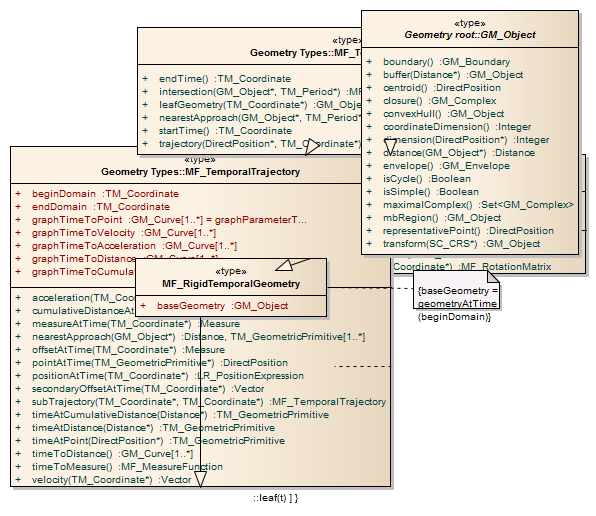 «type»
Geometry root::GM_Object
+ boundary() :GM_Boundary
+ buffer(Distance*) :GM_Object
+ centroid() :DirectPosition
+ closure() :GM_Complex
+ convexHull() :GM_Object
+ coordinateDimension() :Integer
+ dimension(DirectPosition*) :Integer
+ distance(GM_Object*) :Distance
+ envelope() :GM_Envelope
+ isCycle() :Boolean
+ isSimple() :Boolean
+ maximalComplex() :Set<GM_Complex>
+ mbRegion() :GM_Object
+ representativePoint() :DirectPosition
+ transform(SC_CRS*) :GM_Object
«type»
Geometry Types::MF_
+ endTime() :TM_Coordinate
+ intersection(GM_Object*, TM_Period*) :MF
+ leafGeometry(TM_Coordinate*) :GM_Obje
+ nearestApproach(GM_Object*, TM_Period*
+ startTime() :TM_Coordinate
+ trajectory(DirectPosition*, TM_Coordinate*)
«type»
Geometry Types::MF_TemporalTrajectory
+ beginDomain :TM_Coordinate
+ endDomain :TM_Coordinate
+ graphTimeToPoint :GM_Curve[1..*] = graphParameterT...
+ graphTimeToVelocity :GM_Curve[1..*]
+ graphTimeToAcceleration :GM_Curve[1..*]
+ graphTimeToDistance :GM_Curve[1..*]
+ graphTimeToCumulat
+ acceleration(TM_Coor
+ cumulativeDistanceAt
+ measureAtTime(TM_Coordinate*) :Measure
+ nearestApproach(GM_Object*) :Distance, TM_GeometricPrimitive[1..*]
+ offsetAtTime(TM_Coordinate*) :Measure
+ pointAtTime(TM_GeometricPrimitive*) :DirectPosition
+ positionAtTime(TM_Coordinate*) :LR_PositionExpression
+ secondaryOffsetAtTime(TM_Coordinate*) :Vector
+ subTrajectory(TM_Coordinate*, TM_Coordinate*) :MF_TemporalTrajectory
+ timeAtCumulativeDistance(Distance*) :TM_GeometricPrimitive
+ timeAtDistance(Distance*) :TM_GeometricPrimitive
+ timeAtPoint(DirectPosition*) :TM_GeometricPrimitive
+ timeToDistance() :GM_Curve[1..*]
+ timeToMeasure() :MF_MeasureFunction
+ velocity(TM_Coordinate*) :Vector
«type»
MF_RigidTemporalGeometry
+ baseGeometry :GM_Object
Coordinate*) :MF_RotationMatrix
{baseGeometry =
geometryAtTime
(beginDomain)}
::leaf(t) ] }